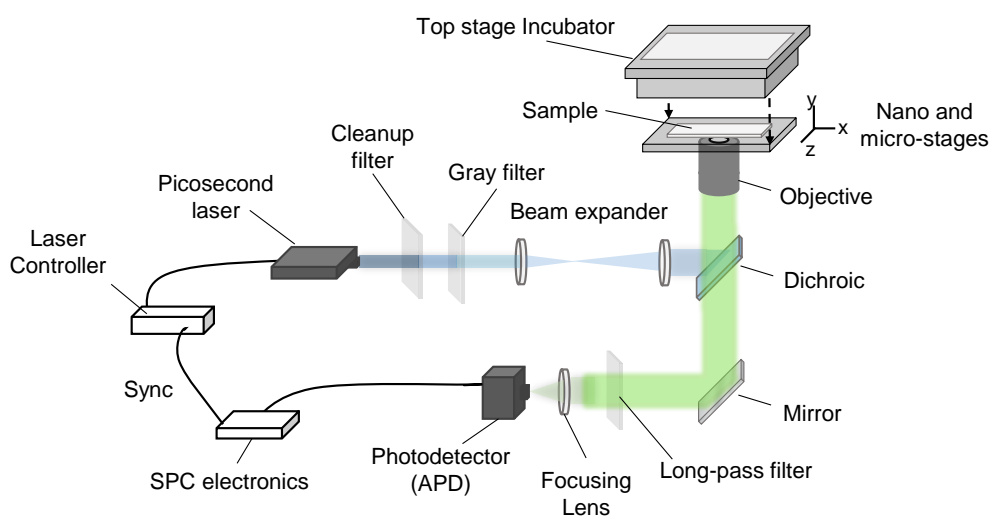 Top stage Incubator
Sample
y
x
z
Nano and
micro-stages
Cleanup
filter
Gray filter
Picosecond
laser
Beam expander
Objective
Laser
Controller
Dichroic
Sync
Mirror
Photodetector
(APD)
Long-pass filter
SPC electronics
Focusing
Lens